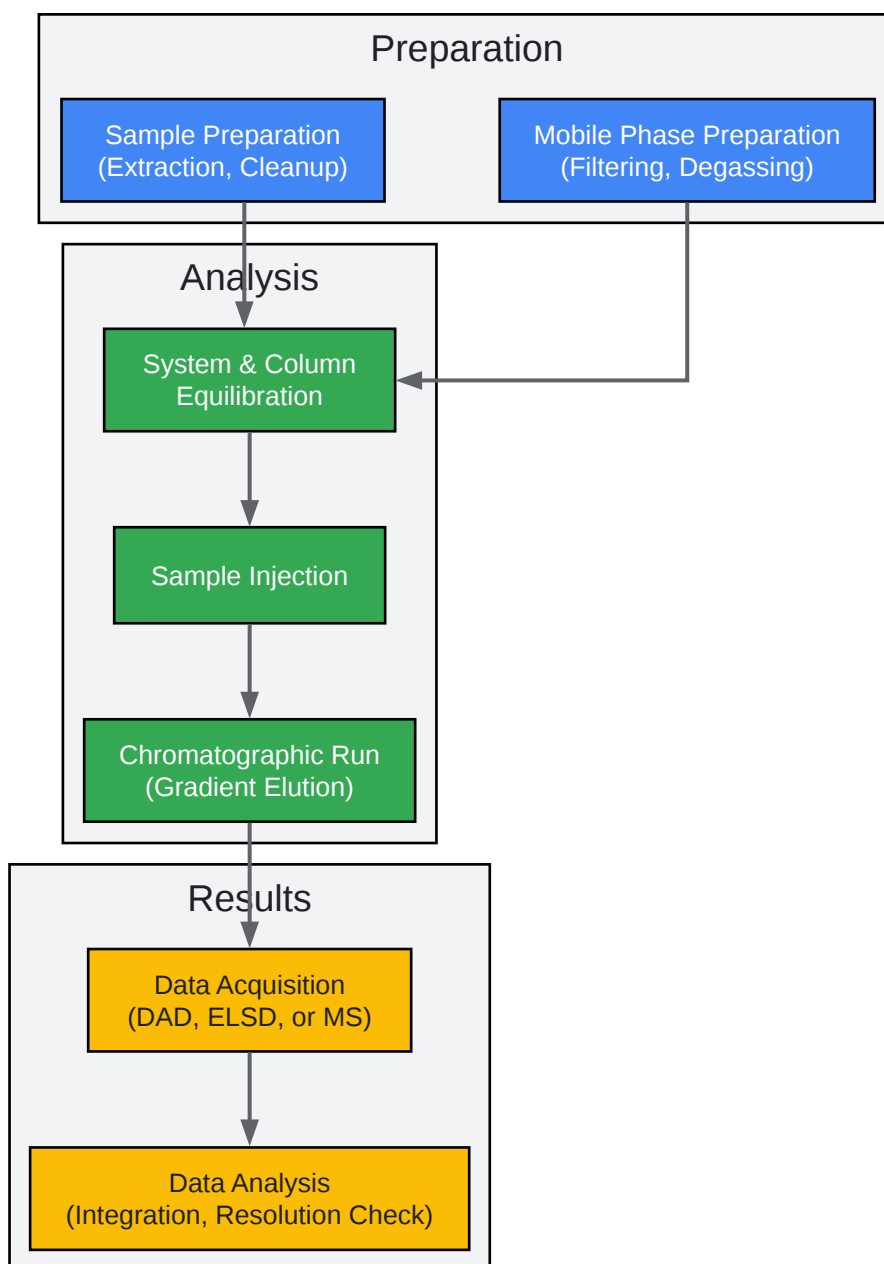 Preparation
Sample Preparation
(Extraction, Cleanup)
Mobile Phase Preparation
(Filtering, Degassing)
Analysis
System & Column
Equilibration
Sample Injection
Chromatographic Run
(Gradient Elution)
Results
Data Acquisition
(DAD, ELSD, or MS)
Data Analysis
(Integration, Resolution Check)